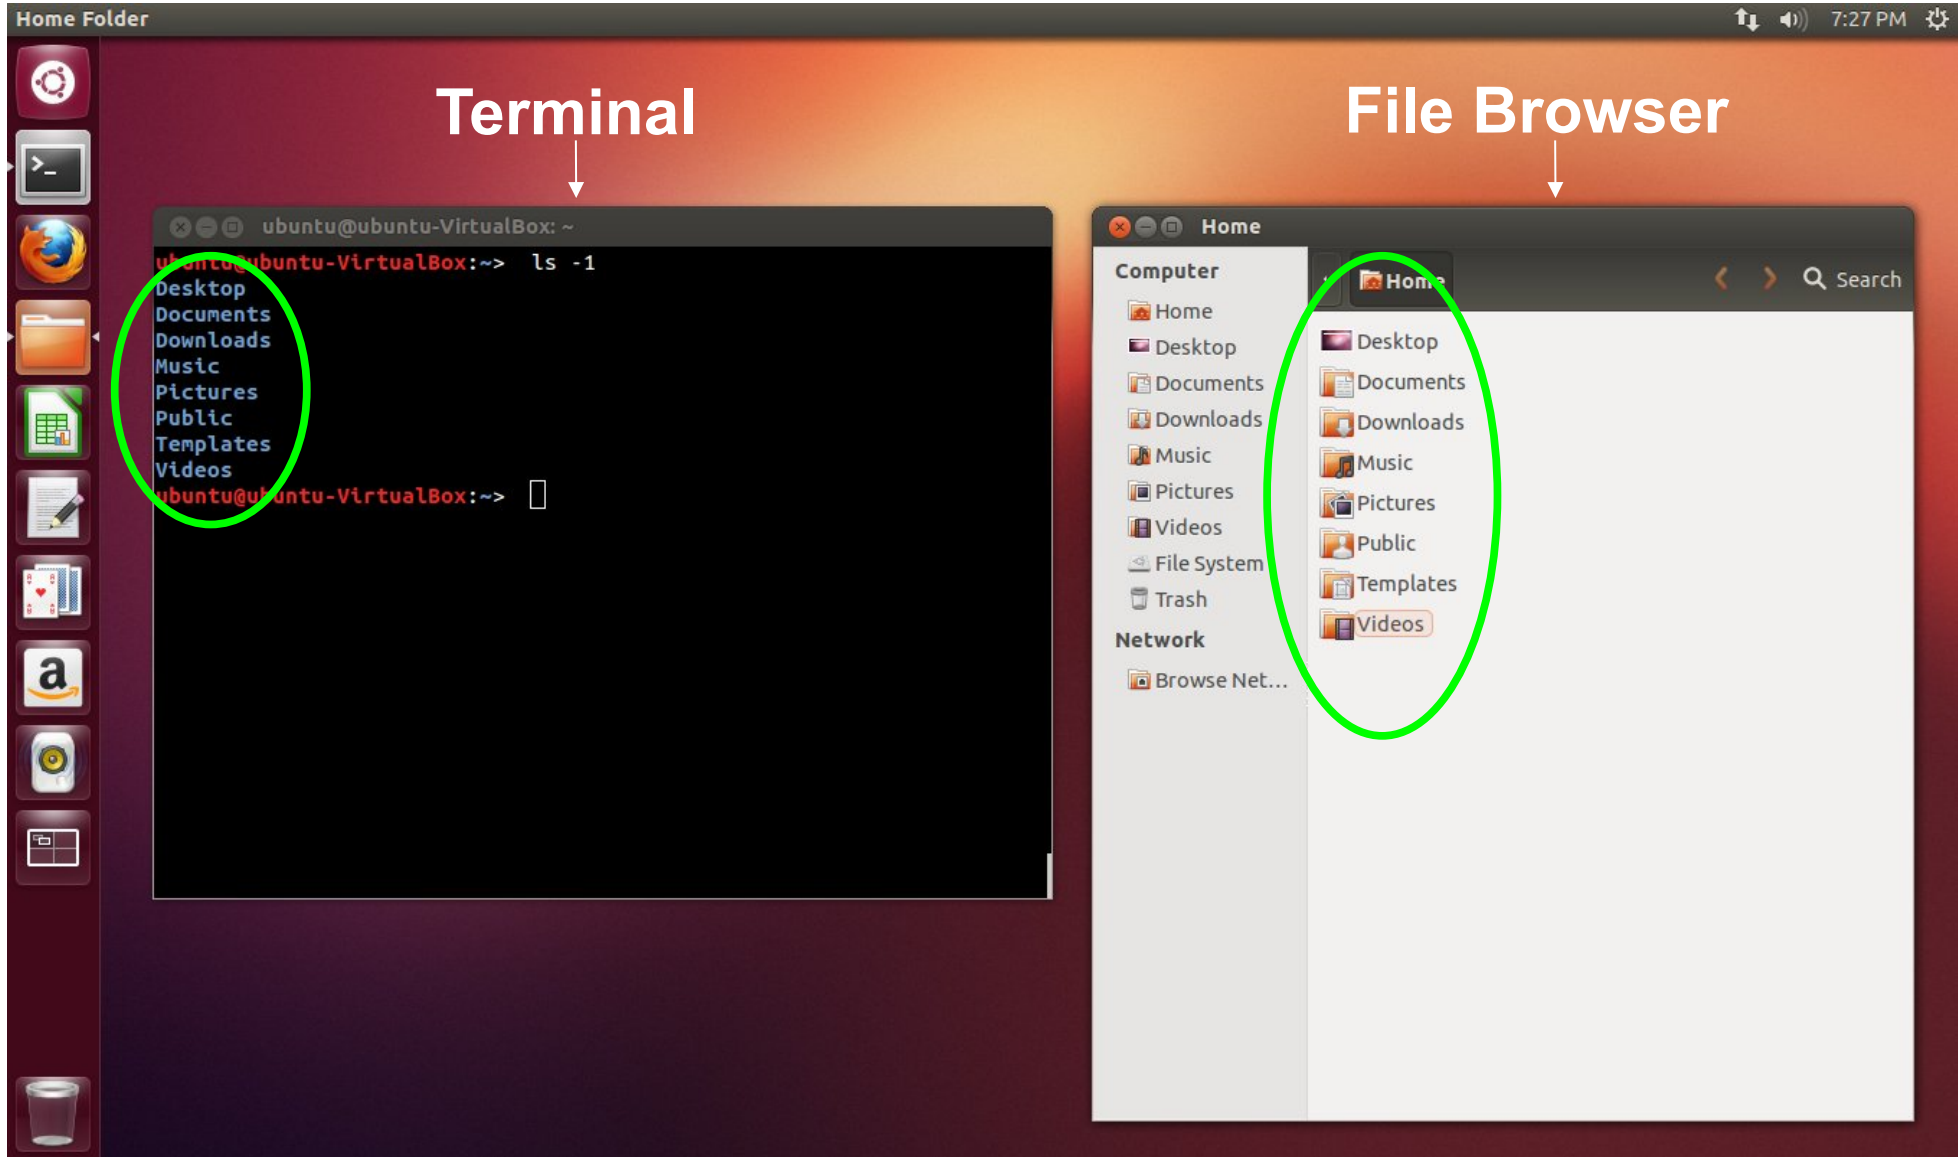 Home Folder
7:27 PM
Terminal
File Browser
ubuntu@ubuntu-VirtualBox: ~
ubuntu@ubuntu-VirtualBox:~> ls -1
Desktop
Documents
Downloads
Music
Pictures
Public
Templates
Videos
ubuntu@ubuntu-VirtualBox:~>
Home
Computer
Home
Desktop
Documents
Downloads
Music
Pictures
Videos
File System
Trash
Network
Browse Net...
Home
Search
Desktop
Documents
Downloads
Music
Pictures
Public
Templates
Videos
>_
a